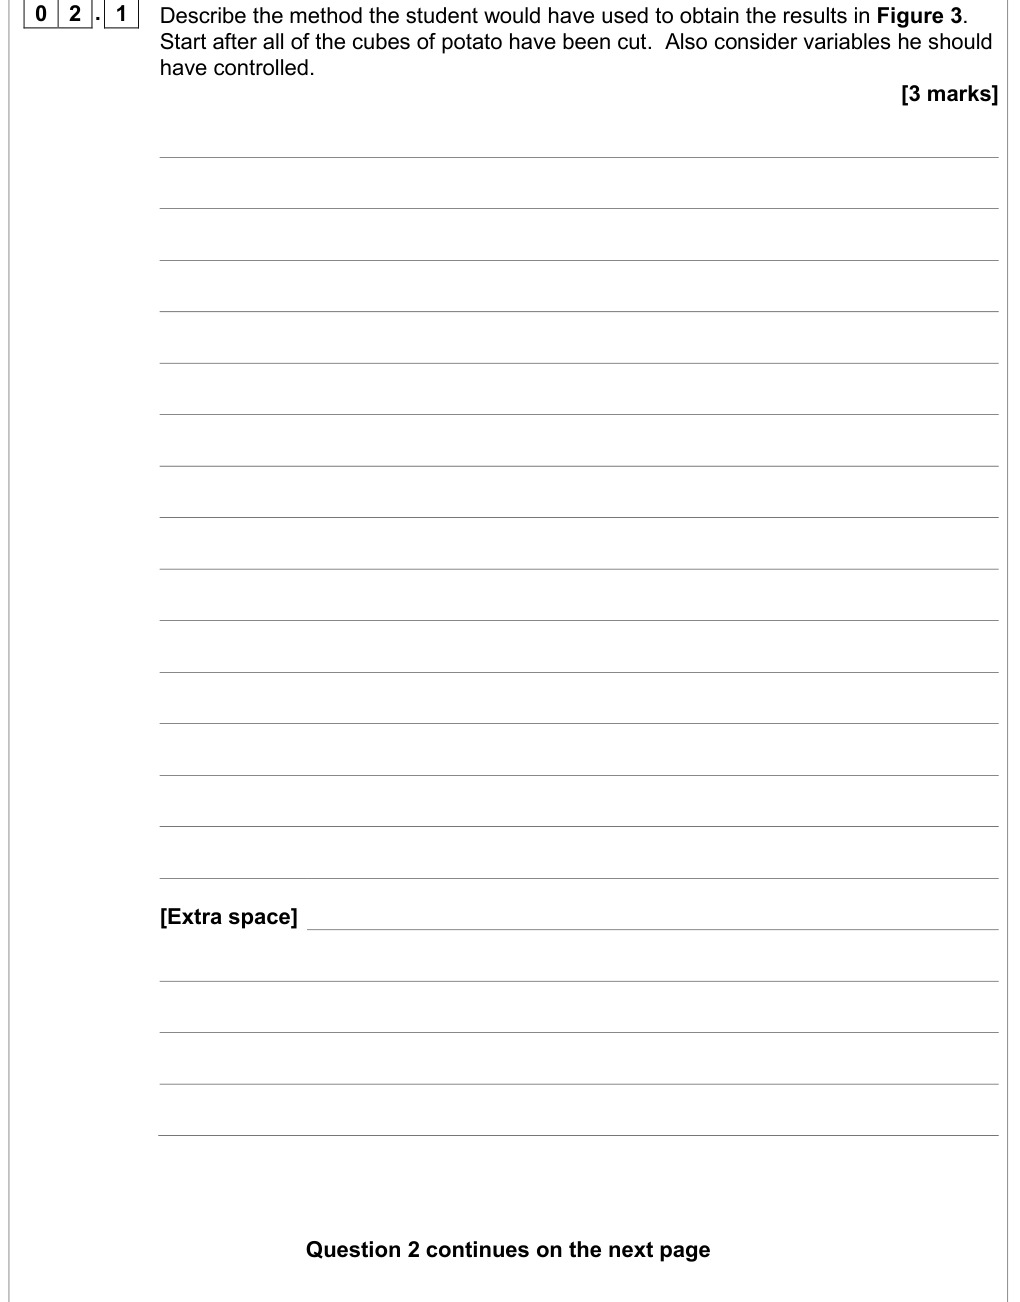 0 2 . 1 Describe the method the student would have used to obtain the results in Figure 3.
Start after all of the cubes of potato have been cut. Also consider variables he should
have controlled.
[3 marks]
[Extra space]
Question 2 continues on the next page